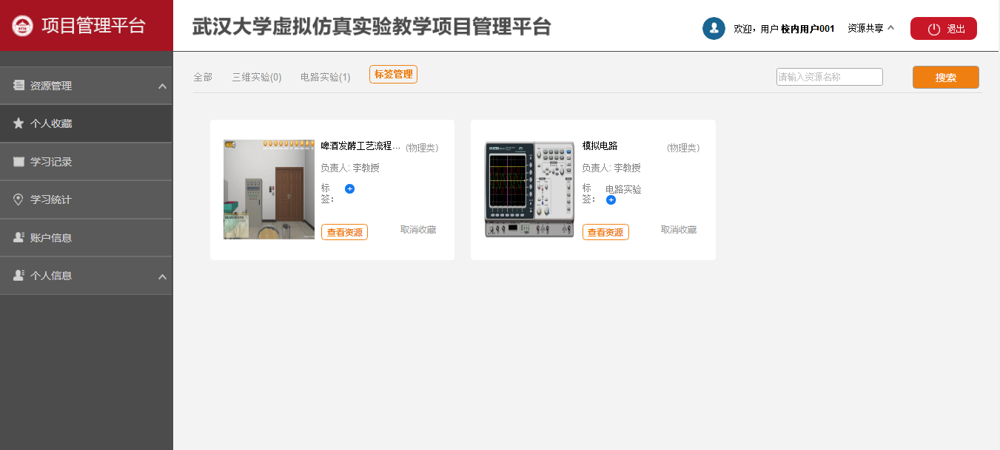 项目管理平台
武汉大学虚拟仿真实验教学项目管理平台
欢迎，用户 校内用户001
资源共享
退出
资源管理
个人收藏
学习记录
学习统计
账户信息
个人信息
全部
三维实验(0)
电路实验(1)
标签管理
请输入资源名称
搜索
啤酒发酵工艺流程...
(物理类)
负责人: 李教授
标
签：
查看资源
取消收藏
模拟电路
(物理类)
负责人: 李教授
标
签：
电路实验
查看资源
取消收藏